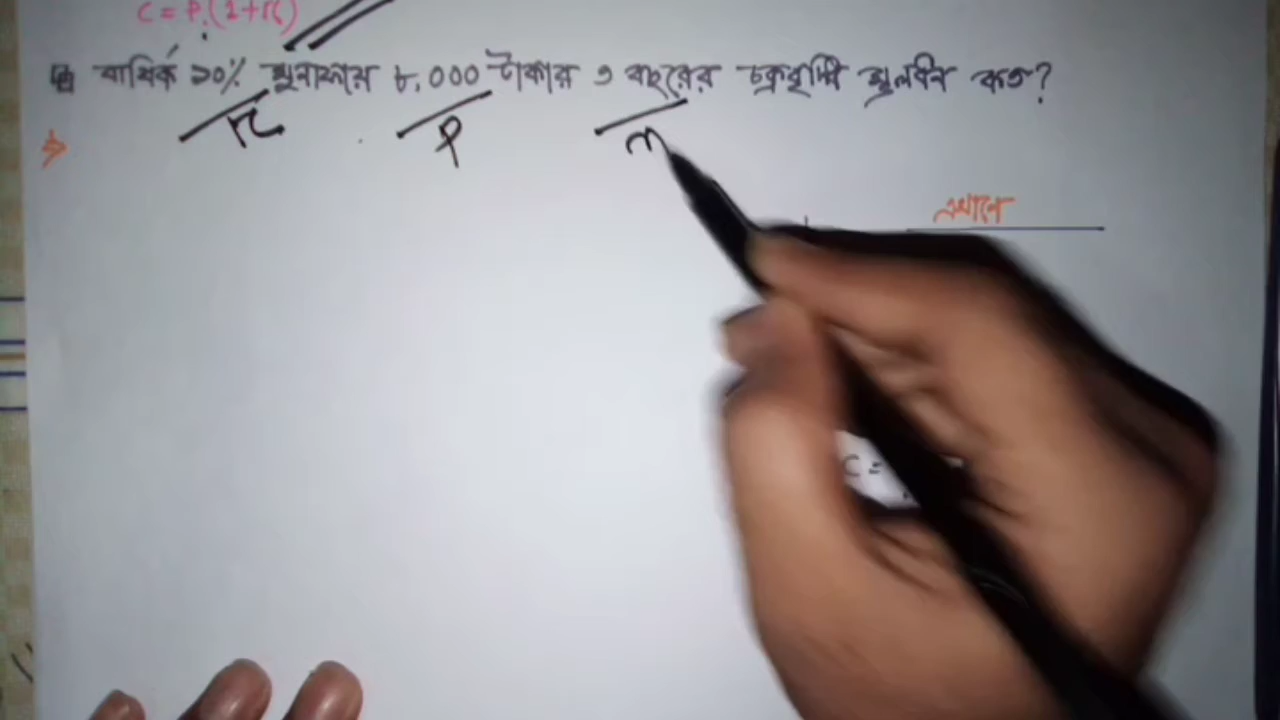 C = P(1+r)
বার্ষিক ১০% মুনাফায় ৮,০০০ টাকার ৩ বছরের চক্রবৃদ্ধি মূলধন কত?
r P n
এখানে
C =